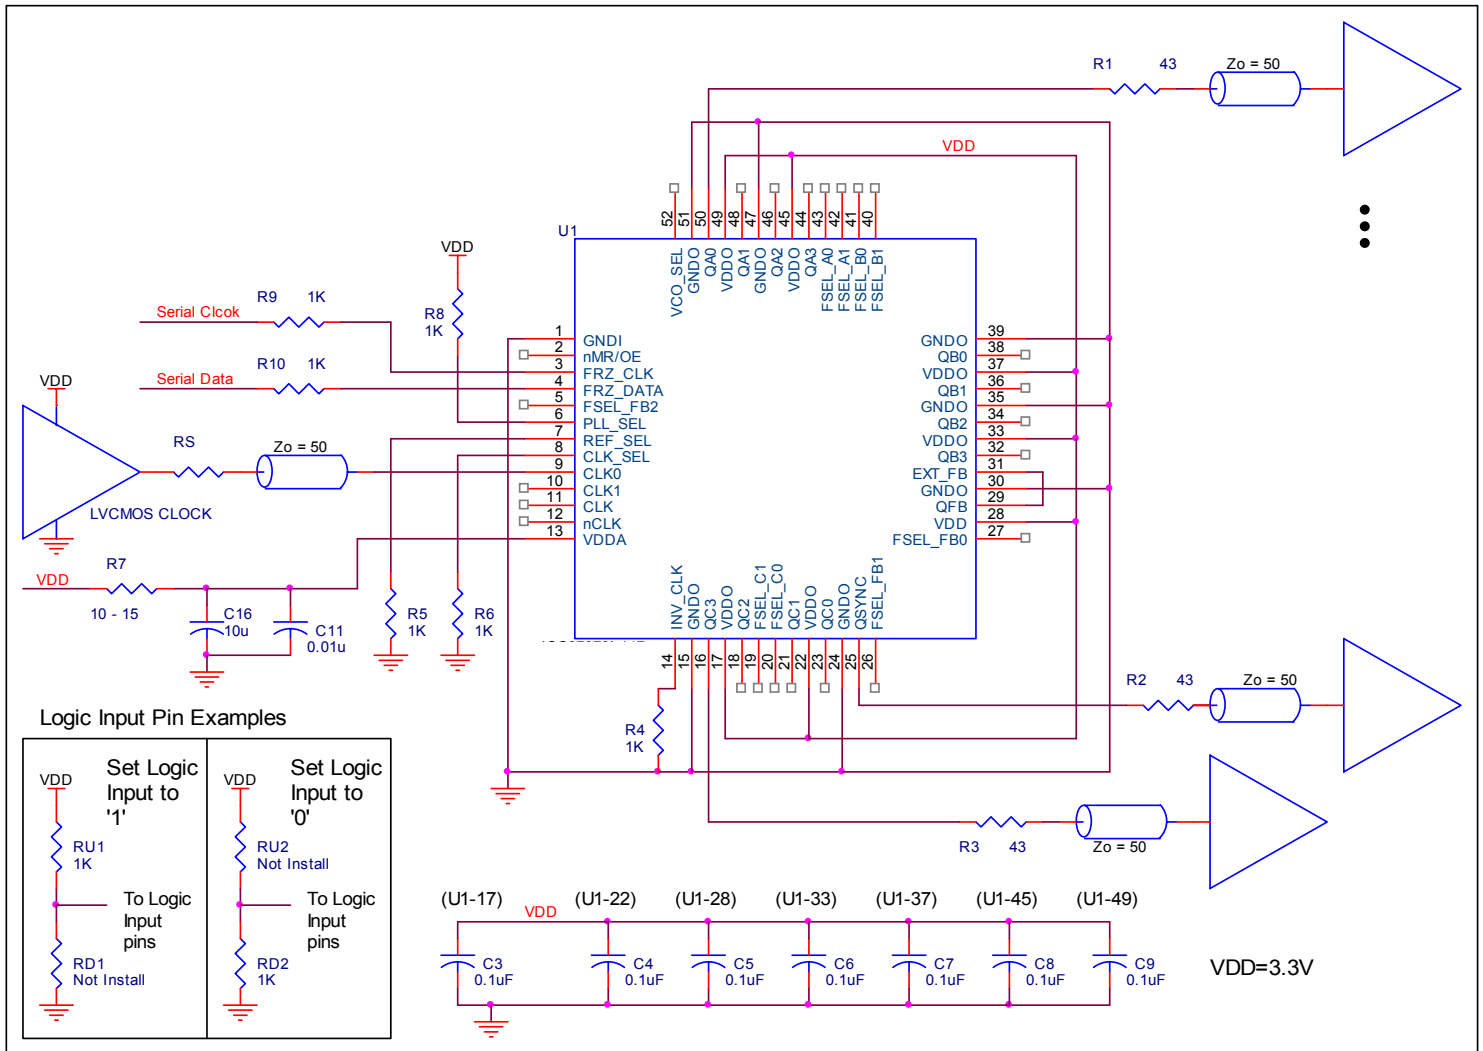 R1 43 Zo = 50
VDD
U1
52 51 50 49 48 47 46 45 44 43 42 41 40
VCO_SEL GNDO QA0 VDDO QA1 GNDO QA2 VDDO QA3 FSEL_A0 FSEL_A1 FSEL_B0 FSEL_B1
VDD
R8
1K
R9 1K
Serial Clcok
R10 1K
Serial Data
VDD
RS
Zo = 50
LVCMOS CLOCK
1 GNDI
2 nMR/OE
3 FRZ_CLK
4 FRZ_DATA
5 FSEL_FB2
6 PLL_SEL
7 REF_SEL
8 CLK_SEL
9 CLK0
10 CLK1
11 CLK
12 nCLK
13 VDDA
GNDO 39
QB0 38
VDDO 37
QB1 36
GNDO 35
QB2 34
VDDO 33
QB3 32
EXT_FB 31
GNDO 30
QFB 29
VDD 28
FSEL_FB0 27
INV_CLK GNDO QC3 VDDO QC2 FSEL_C1 FSEL_C0 QC1 VDDO QC0 GNDO QSYNC FSEL_FB1
14 15 16 17 18 19 20 21 22 23 24 25 26
VDD
R7
10 - 15
C16
10u
C11
0.01u
R5
1K
R6
1K
R4
1K
R2 43 Zo = 50
R3 43 Zo = 50
Logic Input Pin Examples
VDD
Set Logic
Input to
'1'
RU1
1K
To Logic
Input
pins
RD1
Not Install
VDD
Set Logic
Input to
'0'
RU2
Not Install
To Logic
Input
pins
RD2
1K
(U1-17) (U1-22) (U1-28) (U1-33) (U1-37) (U1-45) (U1-49)
VDD
C3 C4 C5 C6 C7 C8 C9
0.1uF 0.1uF 0.1uF 0.1uF 0.1uF 0.1uF 0.1uF
VDD=3.3V